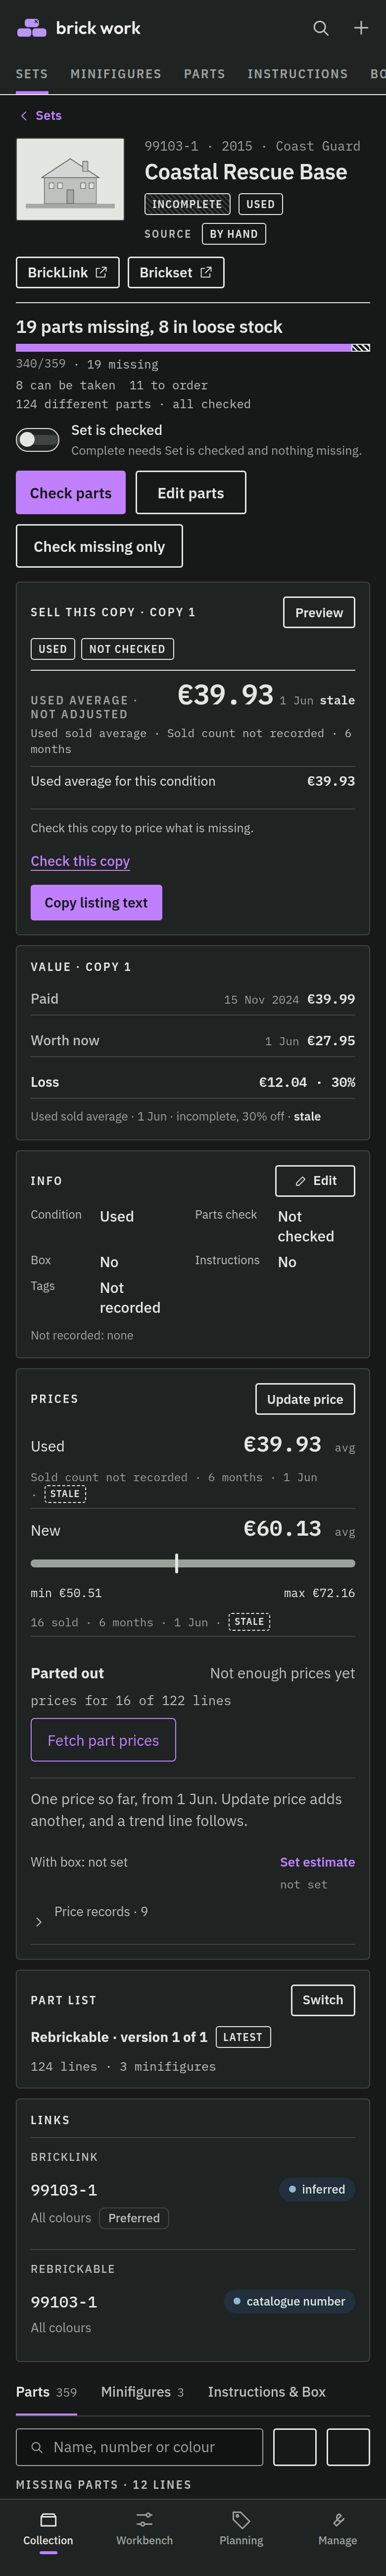 brick work
SETS MINIFIGURES PARTS INSTRUCTIONS BO
Sets
99103-1 · 2015 · Coast Guard
Coastal Rescue Base
INCOMPLETE USED
SOURCE BY HAND
BrickLink Brickset
19 parts missing, 8 in loose stock
340/359 · 19 missing
8 can be taken 11 to order
124 different parts · all checked
Set is checked
Complete needs Set is checked and nothing missing.
Check parts Edit parts
Check missing only
SELL THIS COPY · COPY 1 Preview
USED NOT CHECKED
USED AVERAGE · €39.93 1 Jun stale
NOT ADJUSTED
Used sold average · Sold count not recorded · 6
months
Used average for this condition €39.93
Check this copy to price what is missing.
Check this copy
Copy listing text
VALUE · COPY 1
Paid 15 Nov 2024 €39.99
Worth now 1 Jun €27.95
Loss €12.04 · 30%
Used sold average · 1 Jun · incomplete, 30% off · stale
INFO Edit
Condition Used Parts check Not
checked
Box No Instructions No
Tags Not
recorded
Not recorded: none
PRICES Update price
Used €39.93 avg
Sold count not recorded · 6 months · 1 Jun
· STALE
New €60.13 avg
min €50.51 max €72.16
16 sold · 6 months · 1 Jun · STALE
Parted out Not enough prices yet
prices for 16 of 122 lines
Fetch part prices
One price so far, from 1 Jun. Update price adds
another, and a trend line follows.
With box: not set Set estimate
not set
Price records · 9
PART LIST Switch
Rebrickable · version 1 of 1 LATEST
124 lines · 3 minifigures
LINKS
BRICKLINK
99103-1 inferred
All colours Preferred
REBRICKABLE
99103-1 catalogue number
All colours
Parts 359 Minifigures 3 Instructions & Box
Name, number or colour
MISSING PARTS · 12 LINES
Collection Workbench Planning Manage